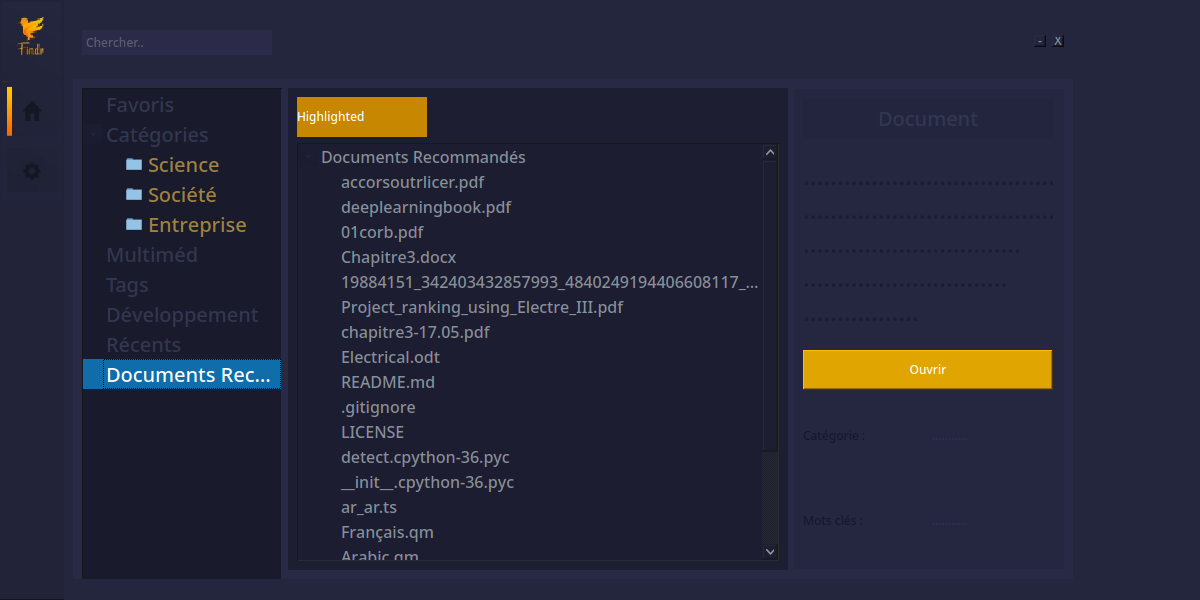 Findin
Chercher..
-
X
Favoris
Catégories
Science
Société
Entreprise
Multiméd
Tags
Développement
Récents
Documents Rec...
Highlighted
Documents Recommandés
accorsoutrlicer.pdf
deeplearningbook.pdf
01corb.pdf
Chapitre3.docx
19884151_342403432857993_4840249194406608117_...
Project_ranking_using_Electre_III.pdf
chapitre3-17.05.pdf
Electrical.odt
README.md
.gitignore
LICENSE
detect.cpython-36.pyc
__init__.cpython-36.pyc
ar_ar.ts
Français.qm
Arabic.qm
Document
Ouvrir
Catégorie :
Mots clés :